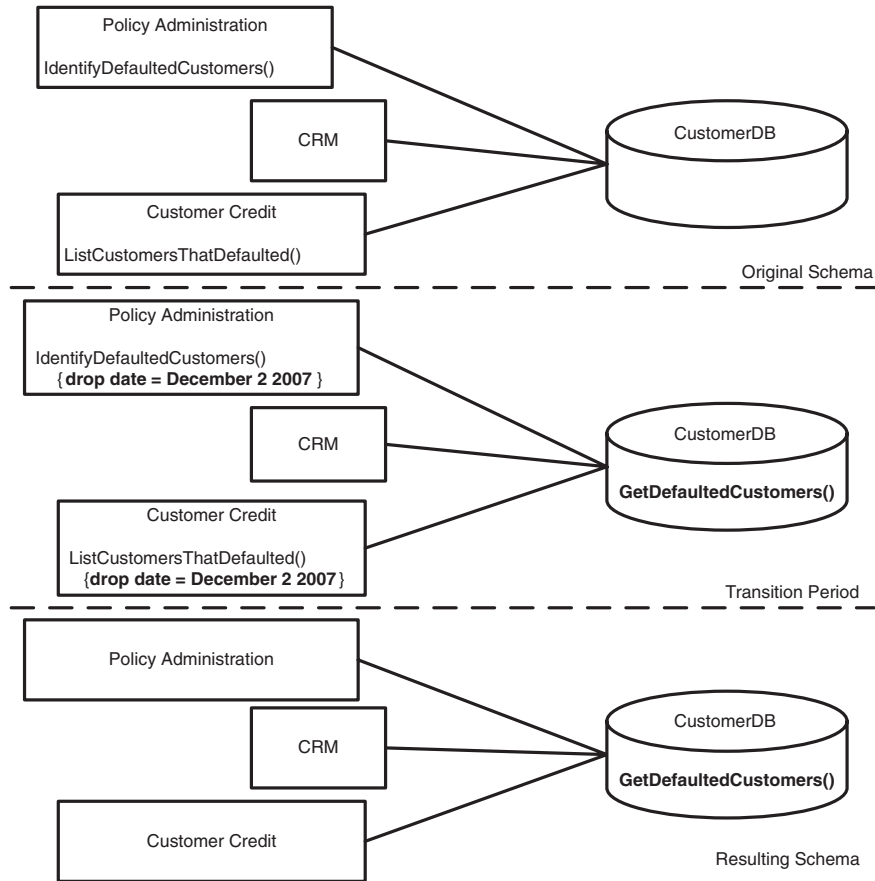 Policy Administration
IdentifyDefaultedCustomers()
CRM
CustomerDB
Customer Credit
ListCustomersThatDefaulted()
Original Schema
Policy Administration
IdentifyDefaultedCustomers()
{ drop date = December 2 2007 }
CRM
CustomerDB
GetDefaultedCustomers()
Customer Credit
ListCustomersThatDefaulted()
{drop date = December 2 2007 }
Transition Period
Policy Administration
CRM
CustomerDB
GetDefaultedCustomers()
Customer Credit
Resulting Schema